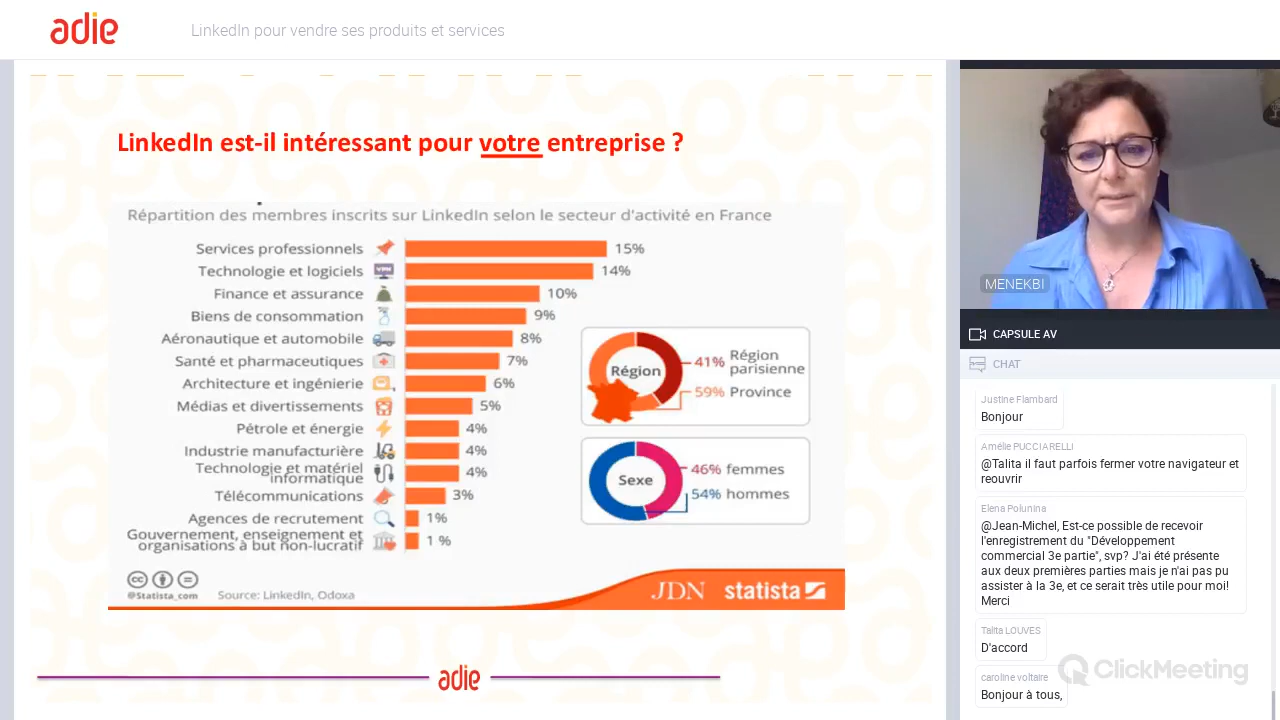 adie
LinkedIn pour vendre ses produits et services
LinkedIn est-il intéressant pour votre entreprise ?
Répartition des membres inscrits sur LinkedIn selon le secteur d'activité en France
Services professionnels 15%
Technologie et logiciels VPN 14%
Finance et assurance 10%
Biens de consommation 9%
Aéronautique et automobile 8%
Santé et pharmaceutiques 7%
Architecture et ingénierie 6%
Médias et divertissements 5%
Pétrole et énergie 4%
Industrie manufacturière 4%
Technologie et matériel
informatique 4%
Télécommunications 3%
Agences de recrutement 1%
Gouvernement, enseignement et
organisations à but non-lucratif 1 %
Région
41% Région
parisienne
59% Province
Sexe
46% femmes
54% hommes
cc
@Statista_com
Source: LinkedIn, Odoxa
JDN statista
adie
MENEKBI
CAPSULE AV
CHAT
Justine Flambard
Bonjour
Amélie PUCCIARELLI
@Talita il faut parfois fermer votre navigateur et
reouvrir
Elena Polunina
@Jean-Michel, Est-ce possible de recevoir
l'enregistrement du "Développement
commercial 3e partie", svp? J'ai été présente
aux deux premières parties mais je n'ai pas pu
assister à la 3e, et ce serait très utile pour moi!
Merci
Talita LOUVES
D'accord
caroline voltaire
Bonjour à tous,
ClickMeeting